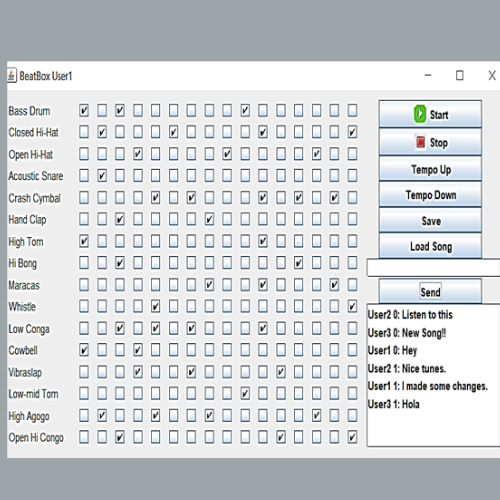 BeatBox User1
Bass Drum
Closed Hi-Hat
Open Hi-Hat
Acoustic Snare
Crash Cymbal
Hand Clap
High Tom
Hi Bong
Maracas
Whistle
Low Conga
Cowbell
Vibraslap
Low-mid Tom
High Agogo
Open Hi Congo
Start
Stop
Tempo Up
Tempo Down
Save
Load Song
Send
User2 0: Listen to this
User3 0: New Song!!
User1 0: Hey
User2 1: Nice tunes.
User1 1: I made some changes.
User3 1: Hola